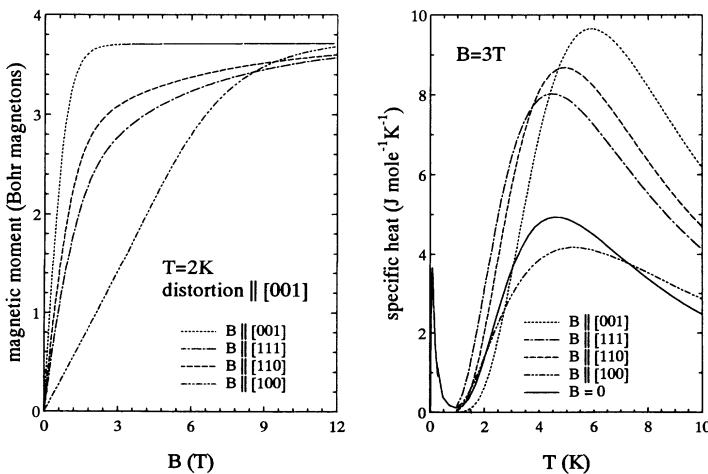 magnetic moment (Bohr magnetons)
4
3
2
1
0
0
3
6
9
12
B (T)
T=2K
distortion || [001]
B || [001]
B || [111]
B || [110]
B || [100]
specific heat (J mole⁻¹K⁻¹)
10
8
6
4
2
0
0
2
4
6
8
10
T (K)
B=3T
B || [001]
B || [111]
B || [110]
B || [100]
B = 0